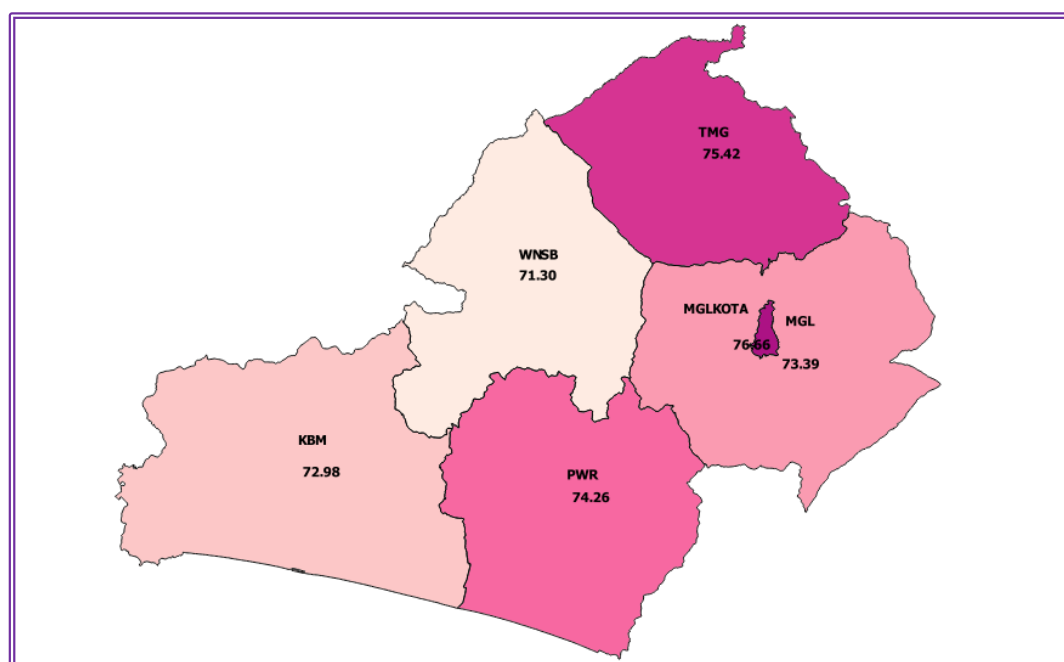 TMG
75.42
WNSB
71.30
MGLKOTA
76.66
MGL
73.39
KBM
72.98
PWR
74.26